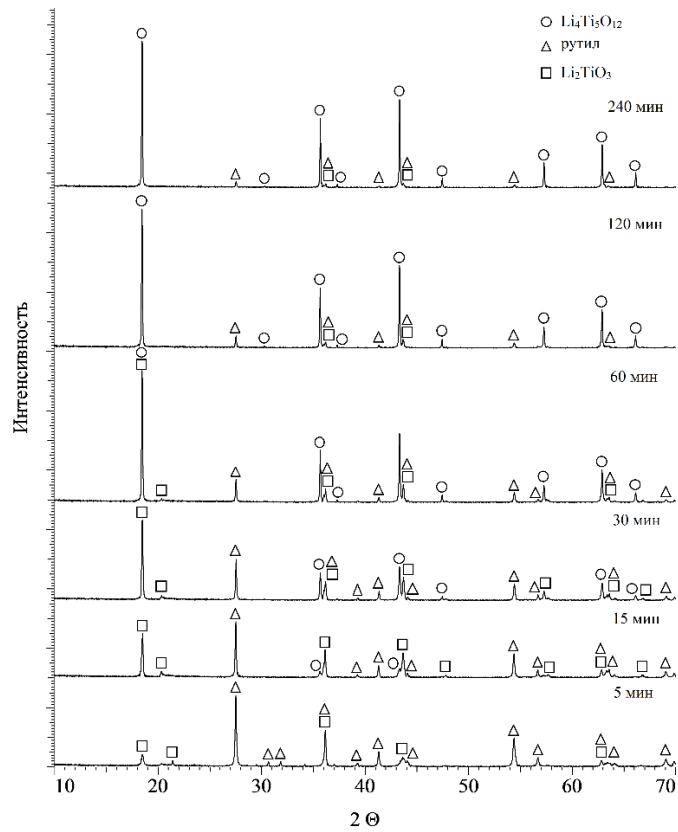 Li₄Ti₅O₁₂
рутил
Li₂TiO₃
240 мин
120 мин
60 мин
30 мин
15 мин
5 мин
Интенсивность
10 20 30 40 50 60 70
2 Θ